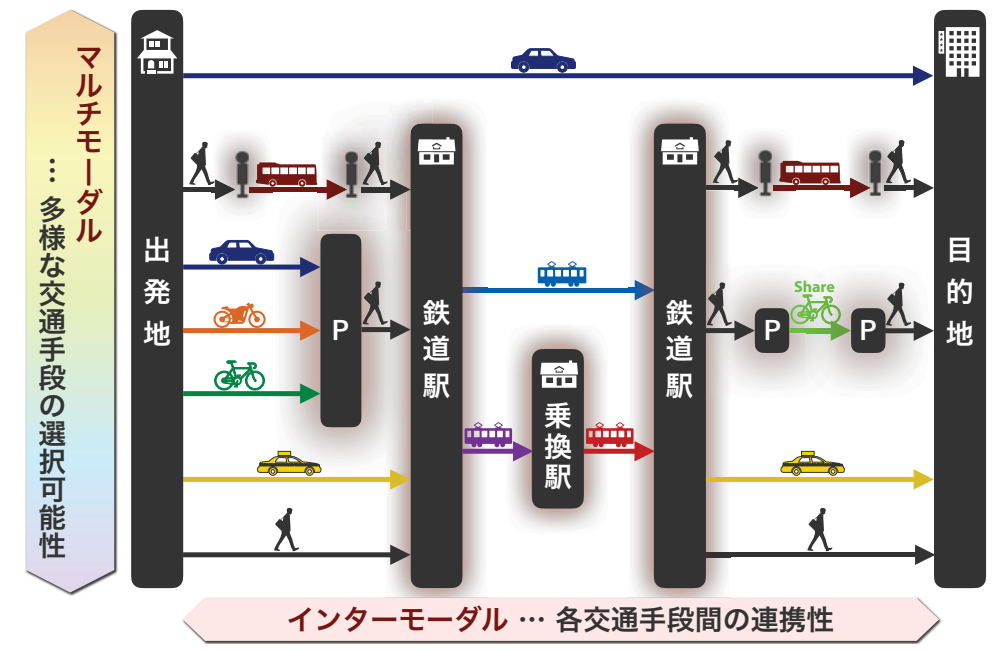 マルチモーダル
… 多様な交通手段の選択可能性
出発地
鉄道駅
鉄道駅
目的地
P
乗換駅
Share
P
P
インターモーダル … 各交通手段間の連携性